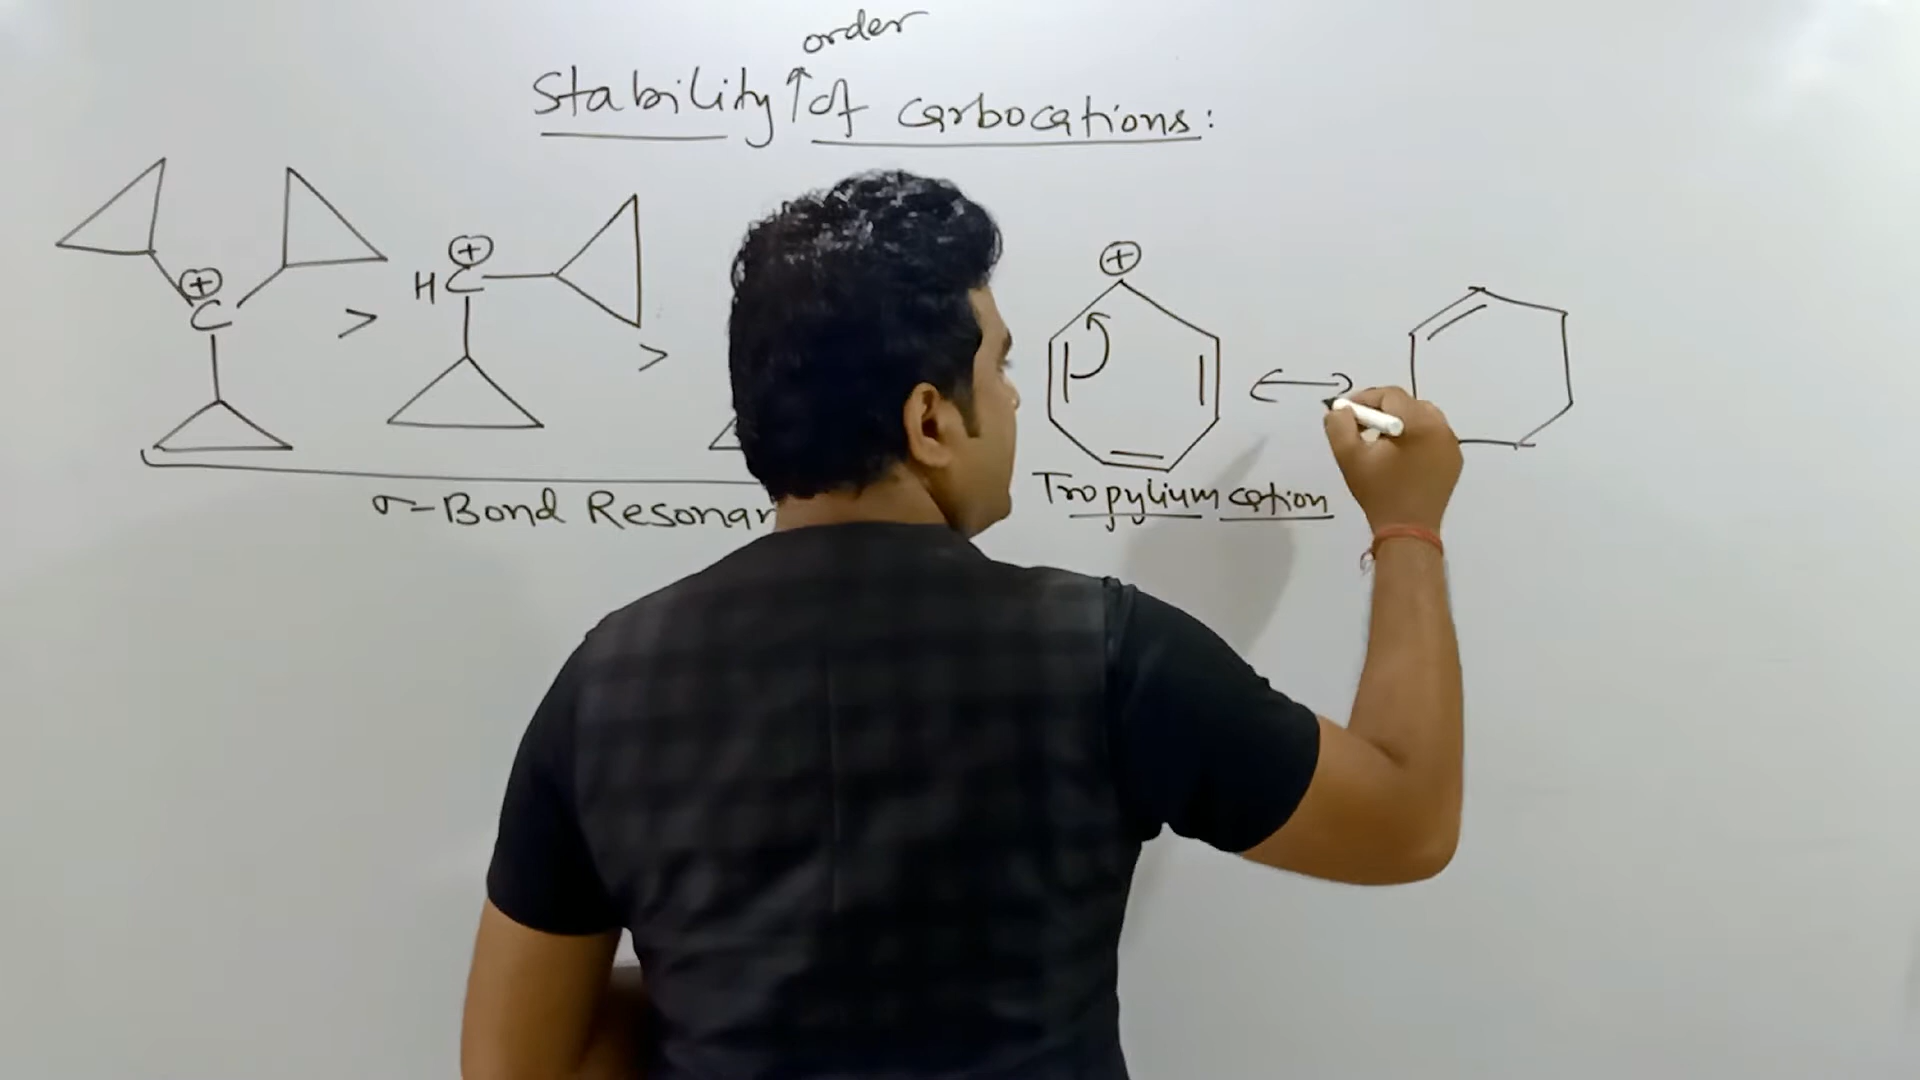 order
Stability ↑ of carbocations:
⊕ C > H C ⊕ > ⊕
σ-Bond Resonan
Tropylium cation